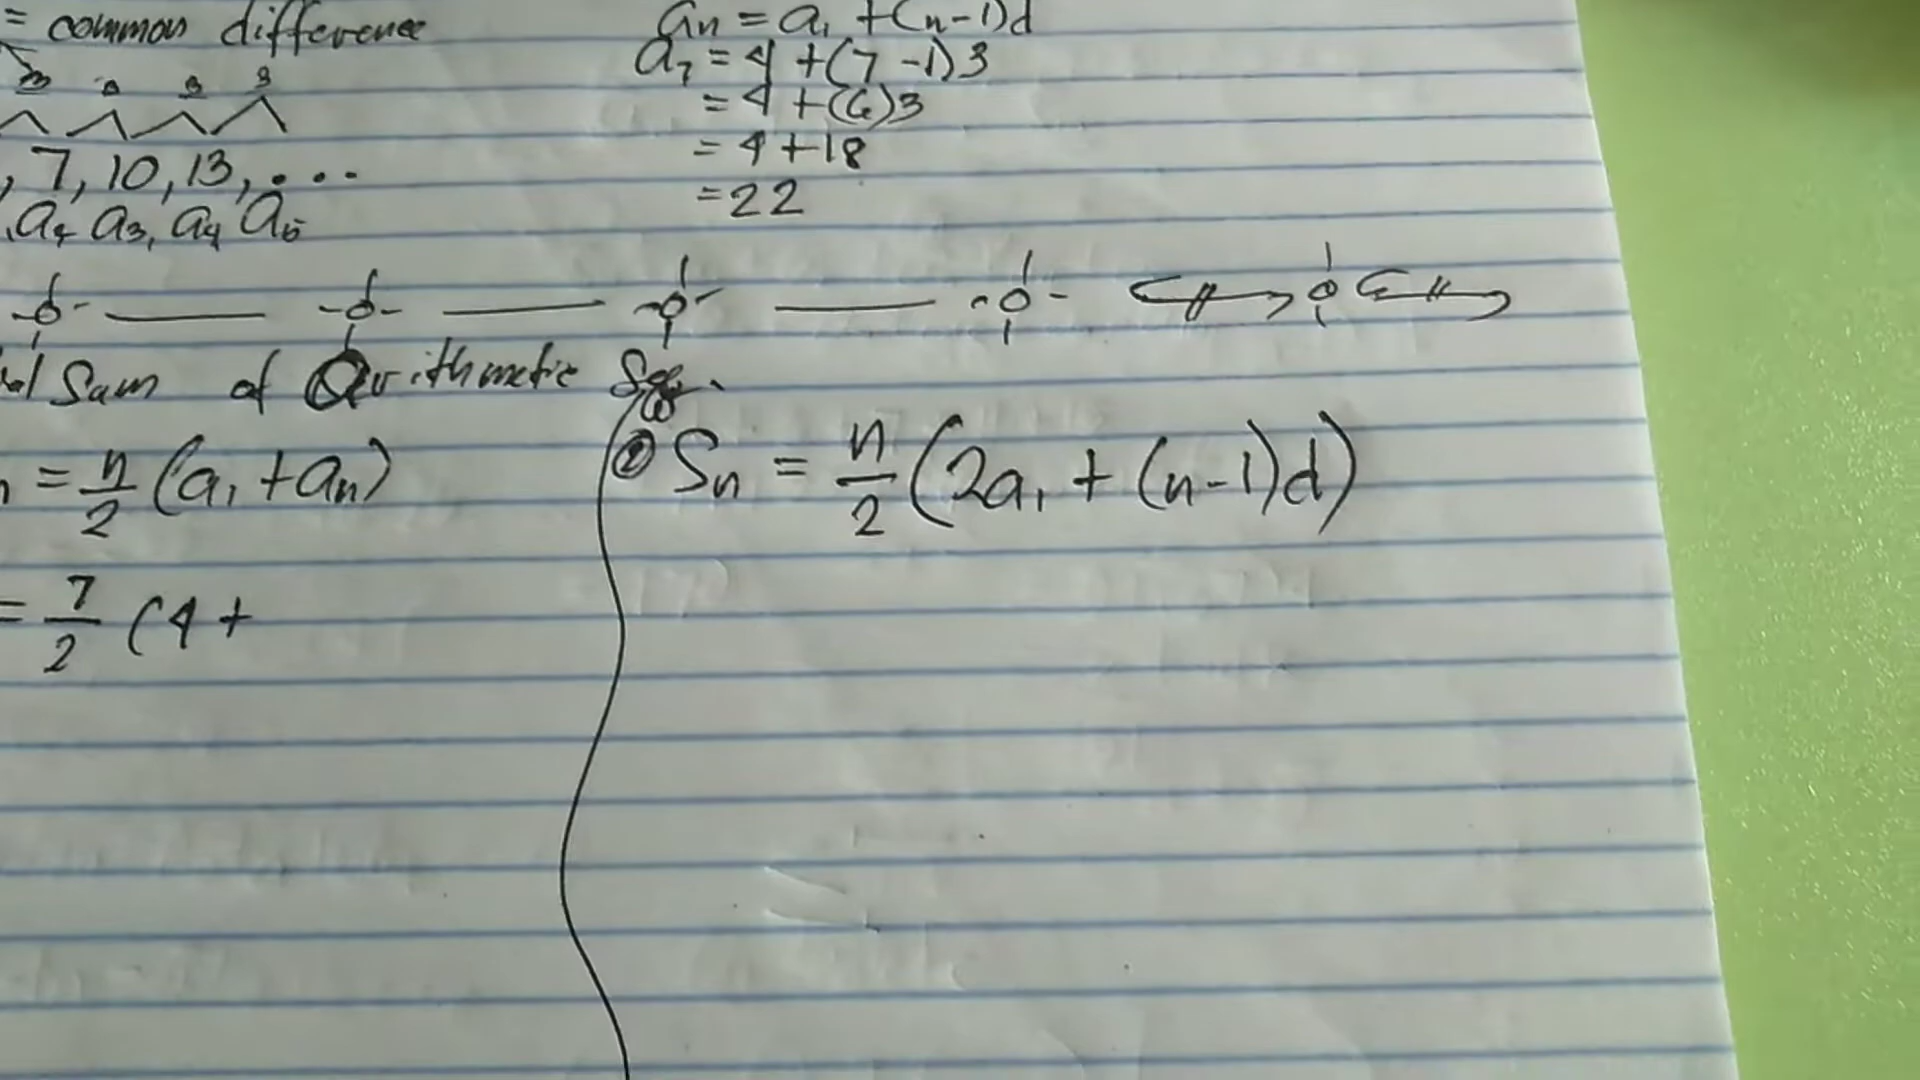 = common difference
3 3 3 3
, 7, 10, 13, ...
a₂ a₃, a₄ a₅
aₙ = a₁ + (n-1)d
a₇ = 4 + (7-1)3
= 4 + (6)3
= 4 + 18
= 22
Sum of Arithmetic Seq.
= n/2 (a₁ + aₙ)
= 7/2 (4 +
② Sₙ = n/2 (2a₁ + (n-1)d)